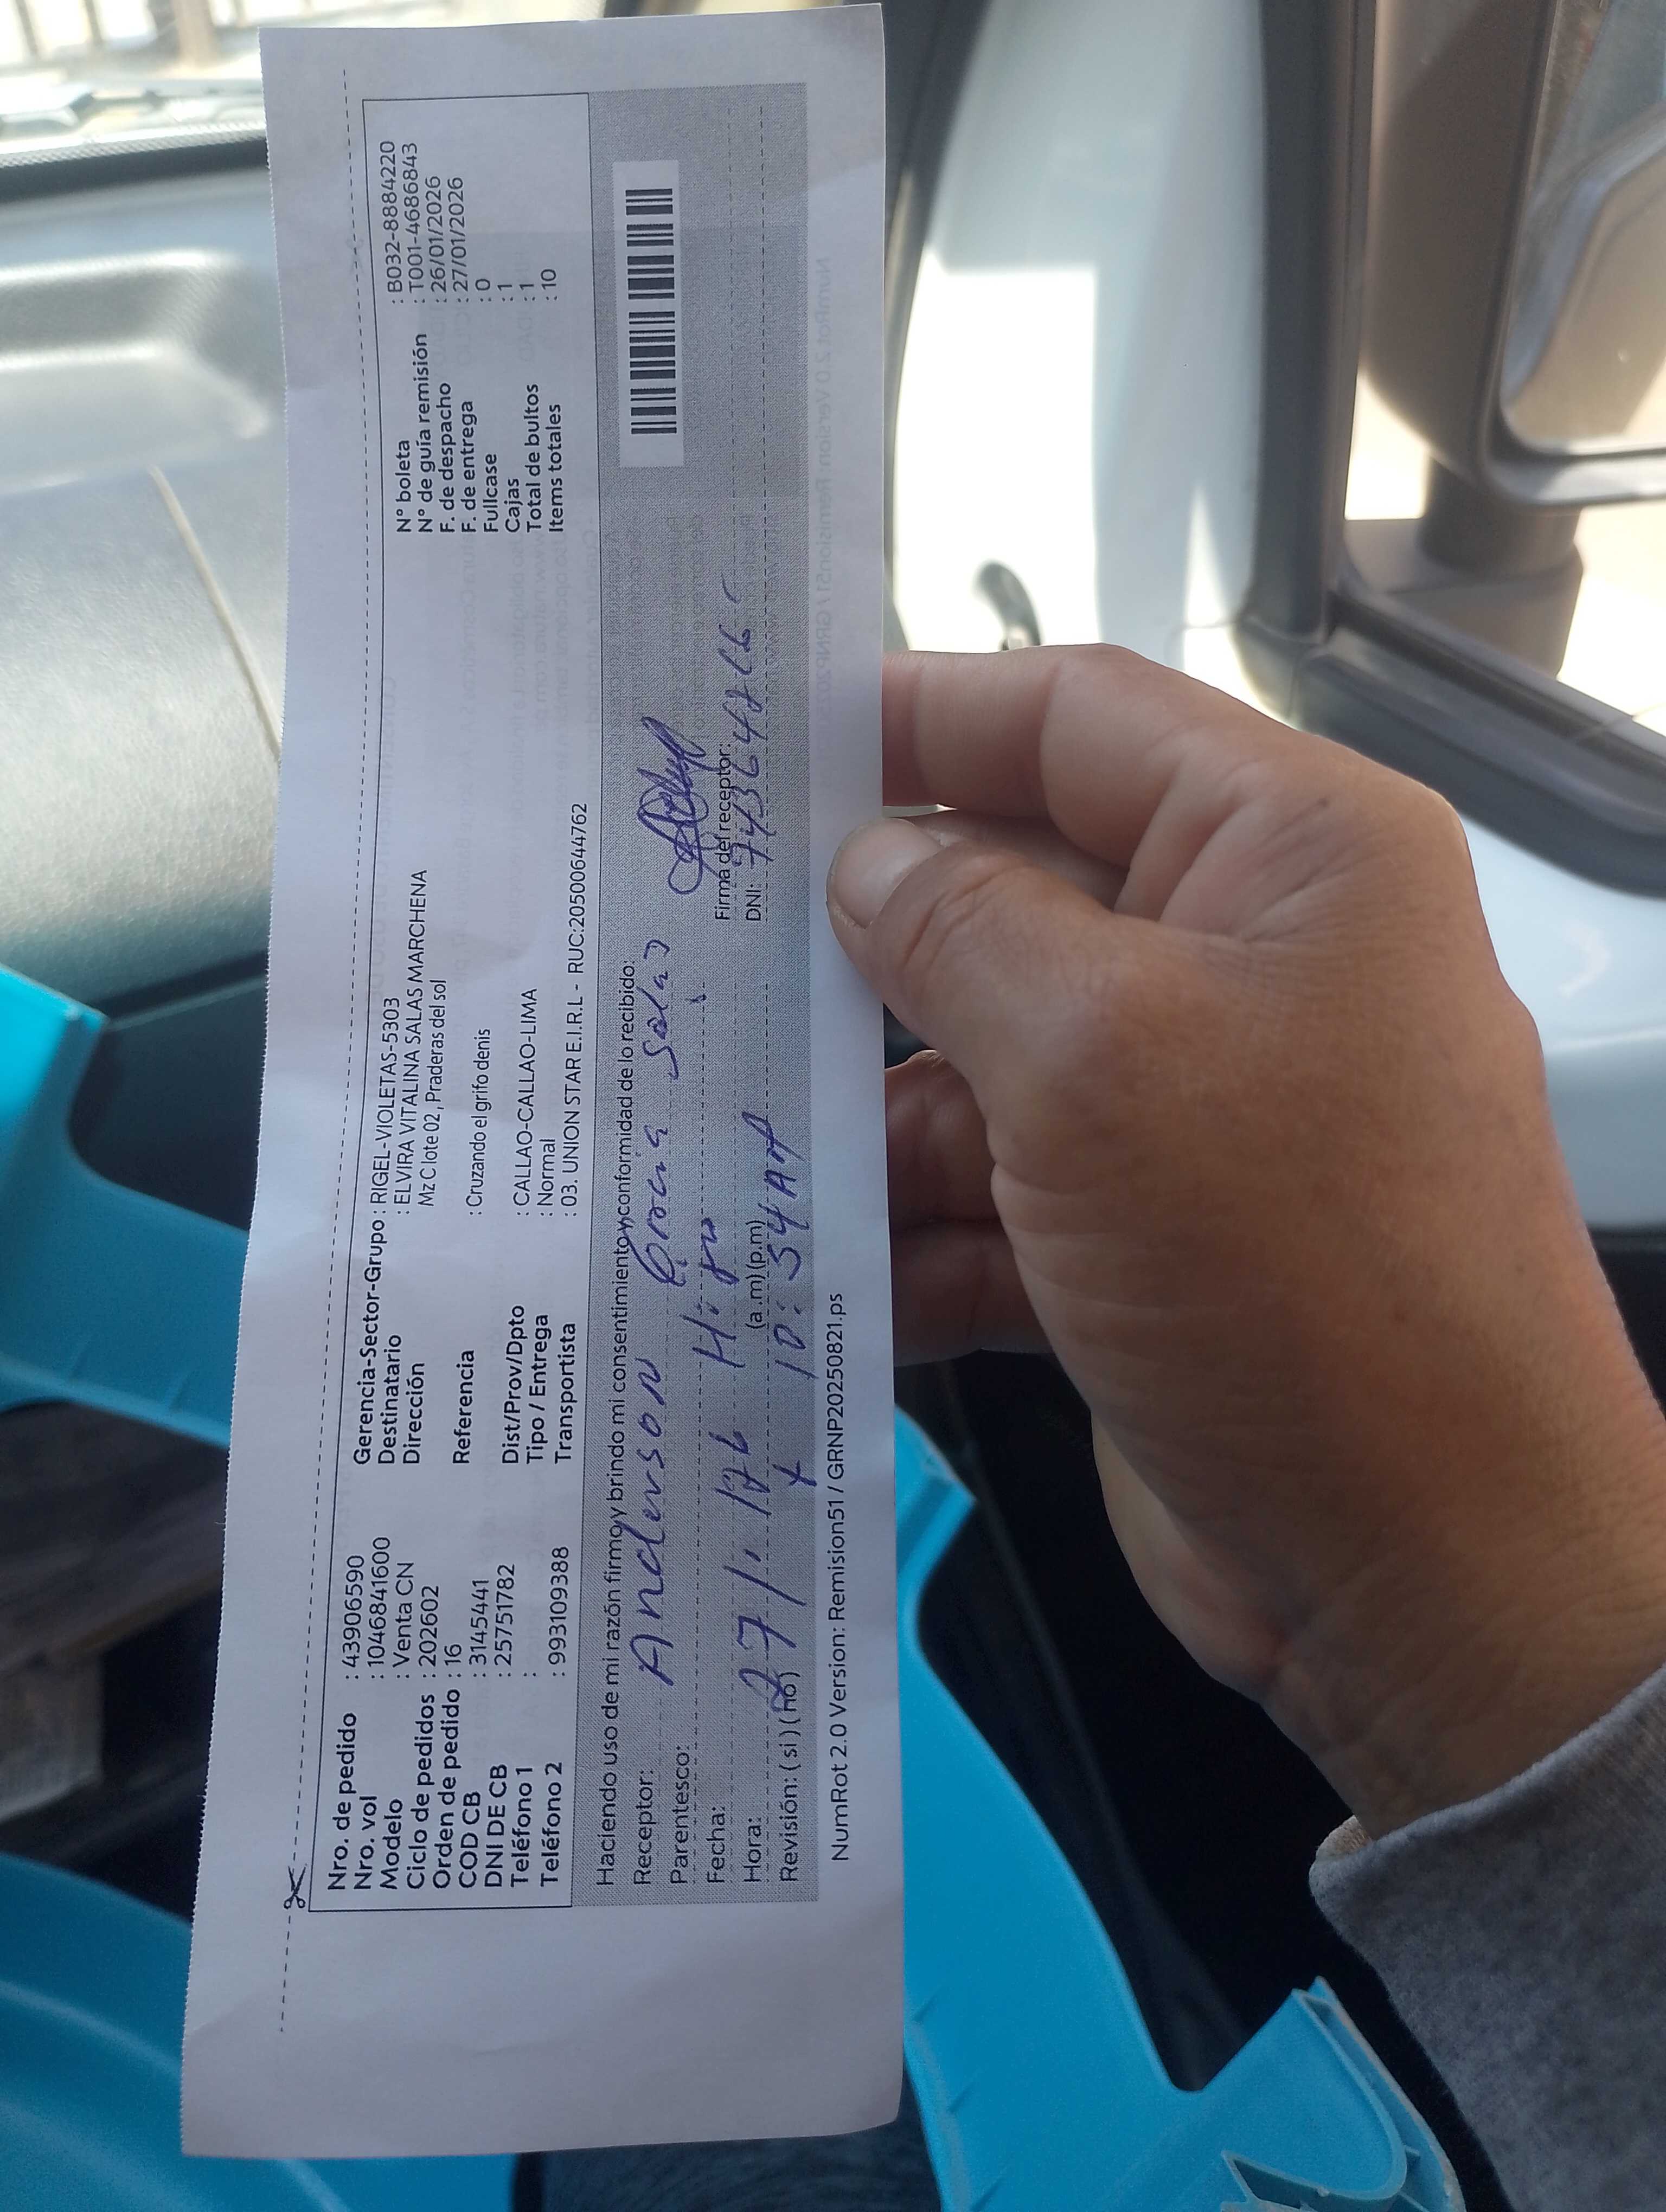 Nro. de pedido : 43906590
Nro. vol : 1046841600
Modelo : Venta CN
Ciclo de pedidos : 202602
Orden de pedido : 16
COD CB : 3145441
DNI DE CB : 25751782
Teléfono 1 :
Teléfono 2 : 993109388
Gerencia-Sector-Grupo : RIGEL-VIOLETAS-5303
Destinatario : ELVIRA VITALINA SALAS MARCHENA
Dirección Mz C lote 02 , Praderas del sol
Referencia : Cruzando el grifo denis
Dist/Prov/Dpto : CALLAO-CALLAO-LIMA
Tipo / Entrega : Normal
Transportista : 03. UNION STAR E.I.R.L - RUC:20500644762
N° boleta : B032-8884220
N° de guía remisión : T001-4686843
F. de despacho : 26/01/2026
F. de entrega : 27/01/2026
Fullcase : 0
Cajas : 1
Total de bultos : 1
Items totales : 10
Haciendo uso de mi razón firmo y brindo mi consentimiento y conformidad de lo recibido:
Receptor: Anderson
Parentesco:
Firma del receptor:
Fecha: 27/
DNI:
Hora: (a.m) (p.m) 10:34 AM
Revisión: ( si ) ( no )
NumRot 2.0 Version: Remision51 / GRNP20250821.ps